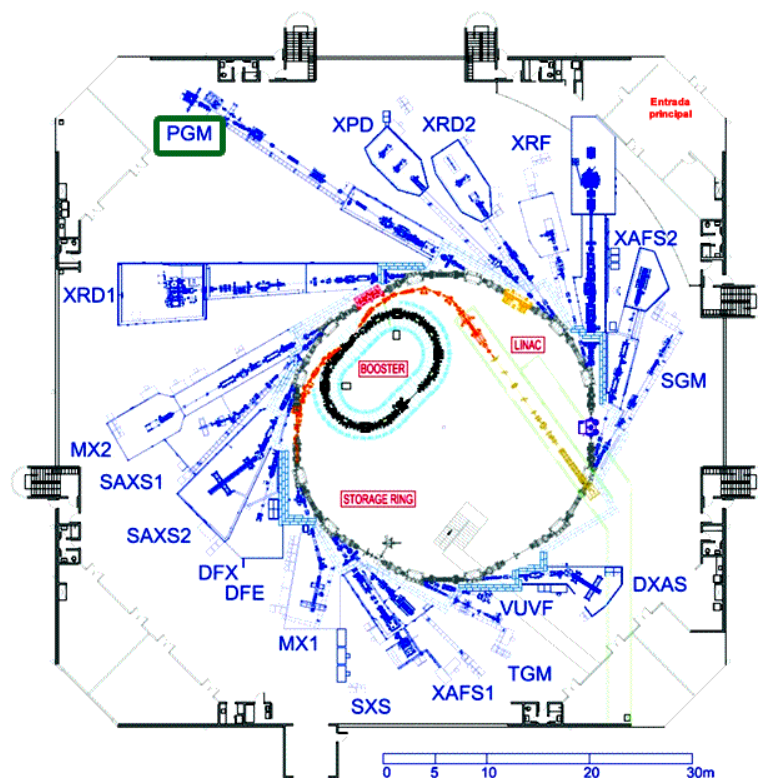 Entrada
principal
PGM
XPD
XRD2
XRF
XAFS2
XRD1
LINAC
BOOSTER
SGM
MX2
SAXS1
STORAGE RING
SAXS2
DFX
DFE
DXAS
VUVF
MX1
TGM
XAFS1
SXS
0 5 10 20 30m